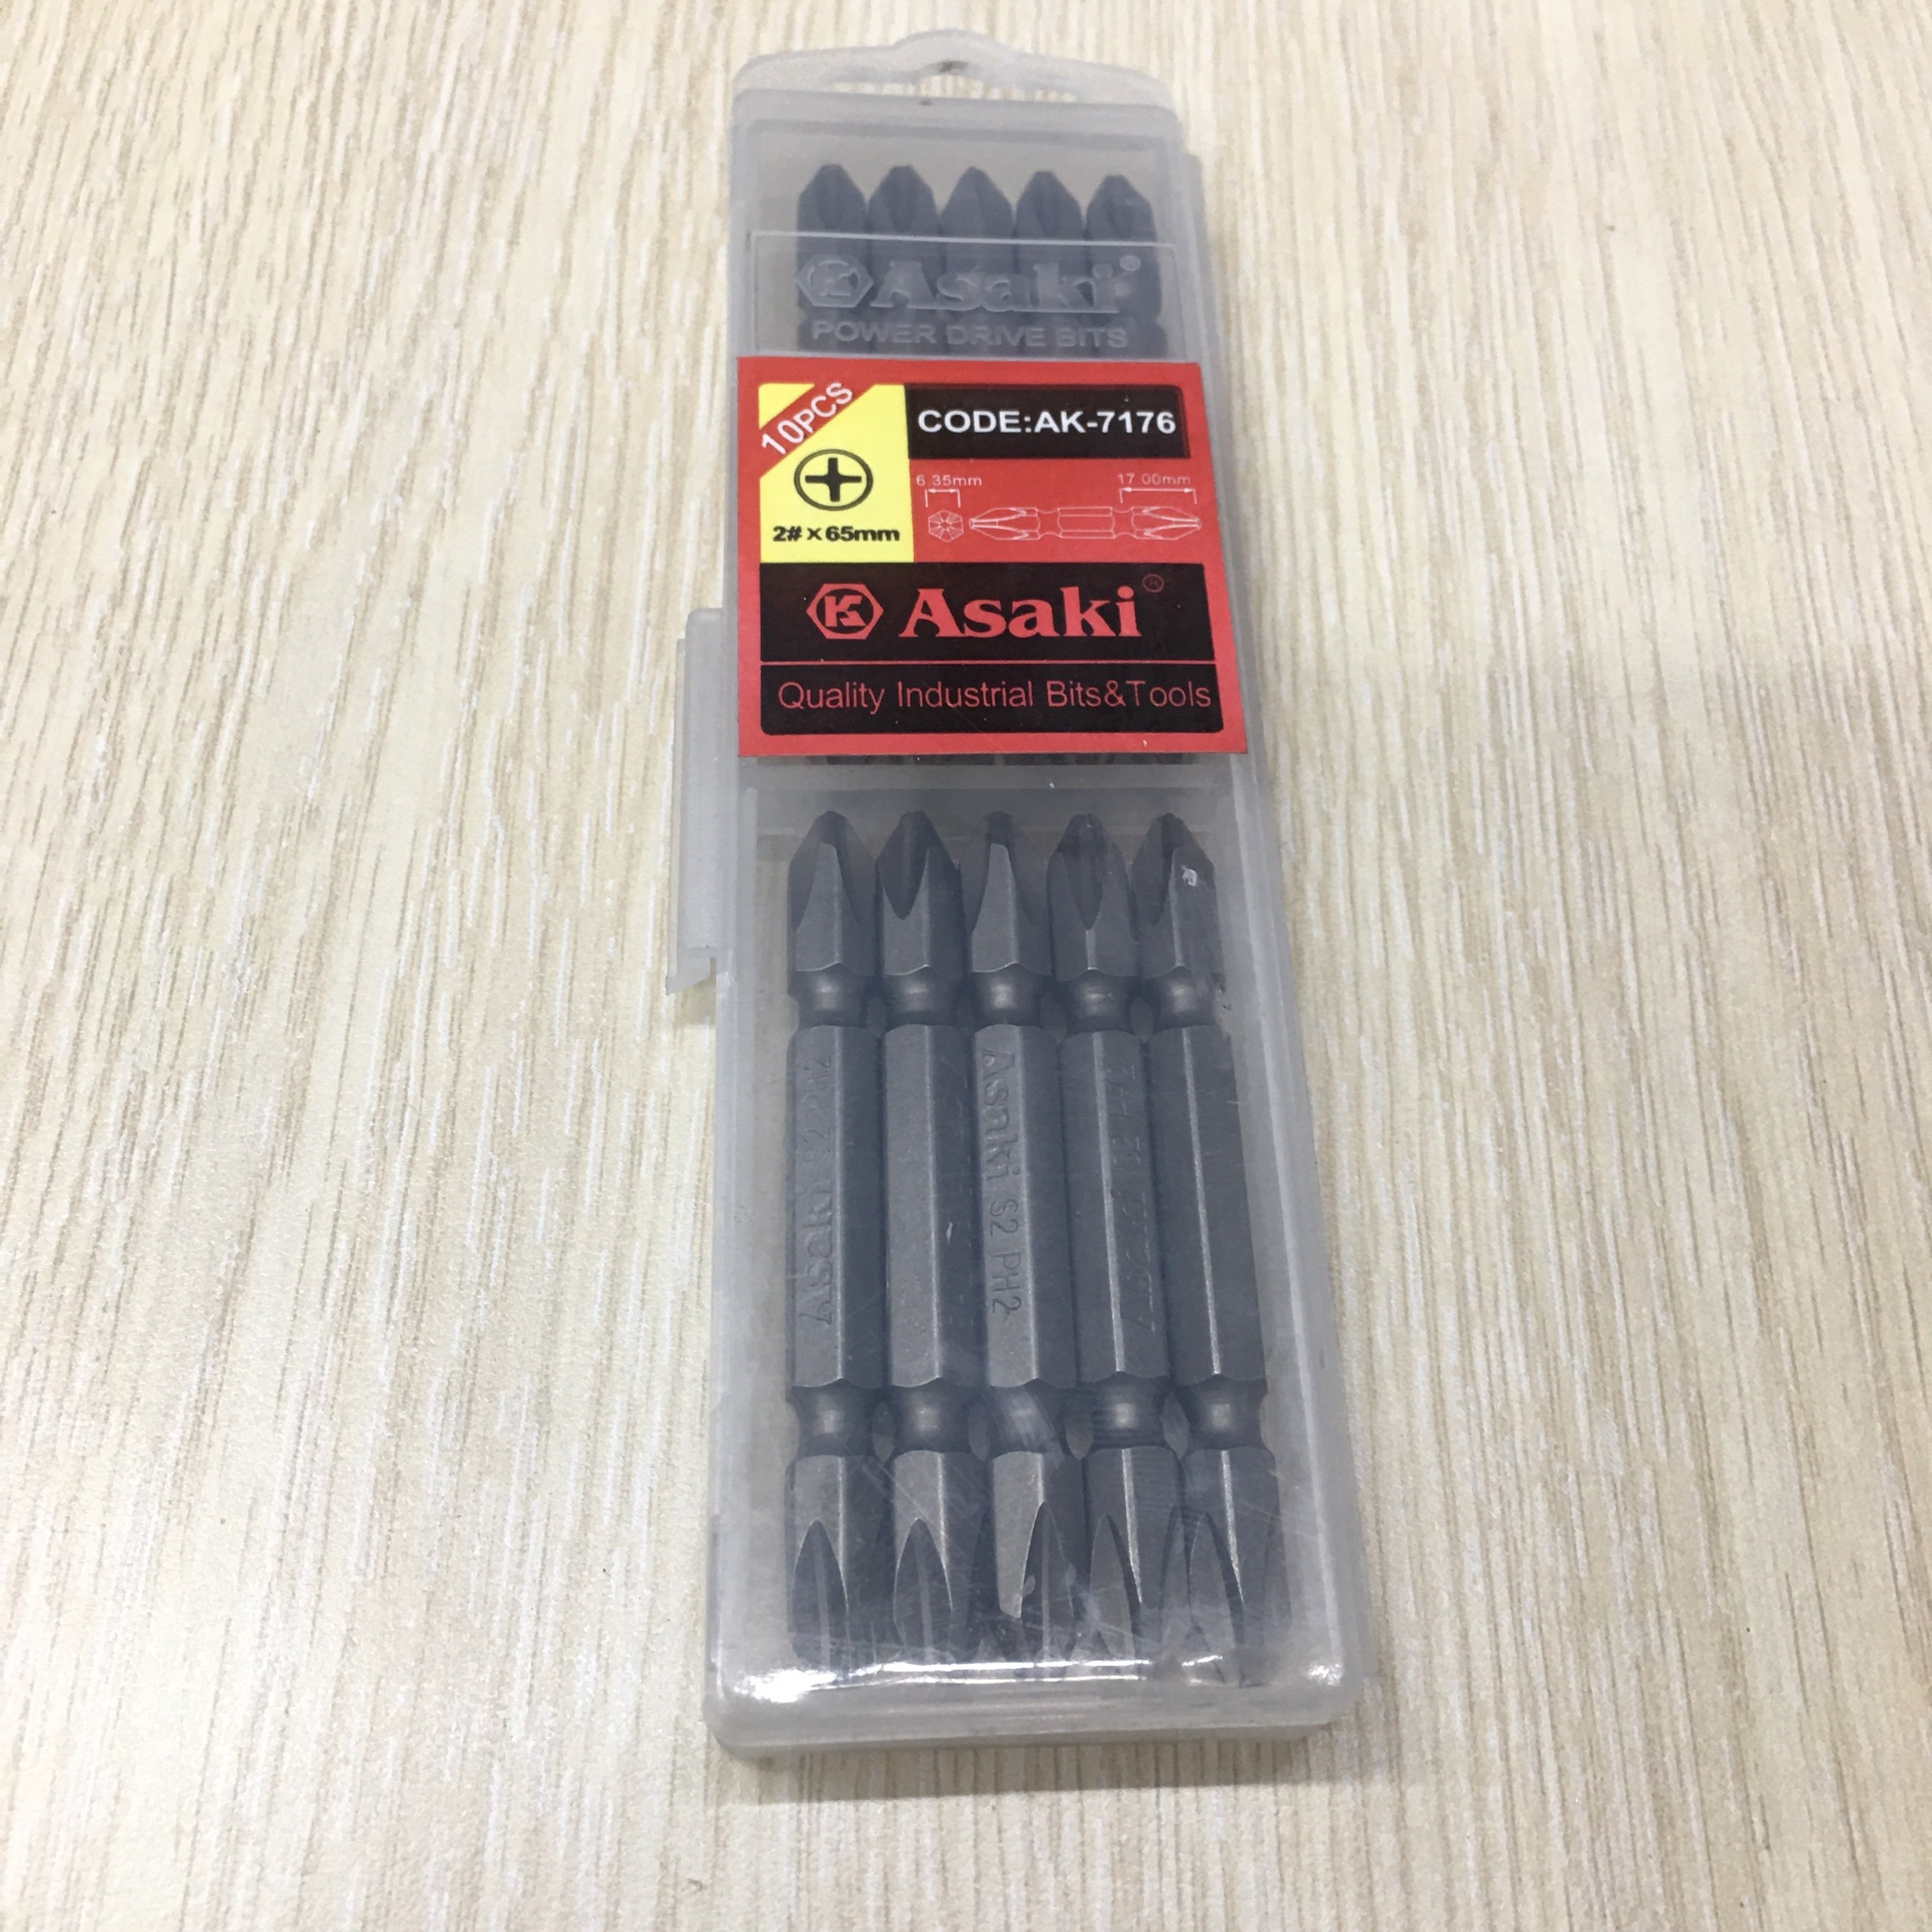 Asaki®
POWER DRIVE BITS
10PCS
CODE:AK-7176
6.35mm
17.00mm
2#×65mm
Asaki®
Quality Industrial Bits&Tools
Asaki S2 PH2
Asaki S2 PH2